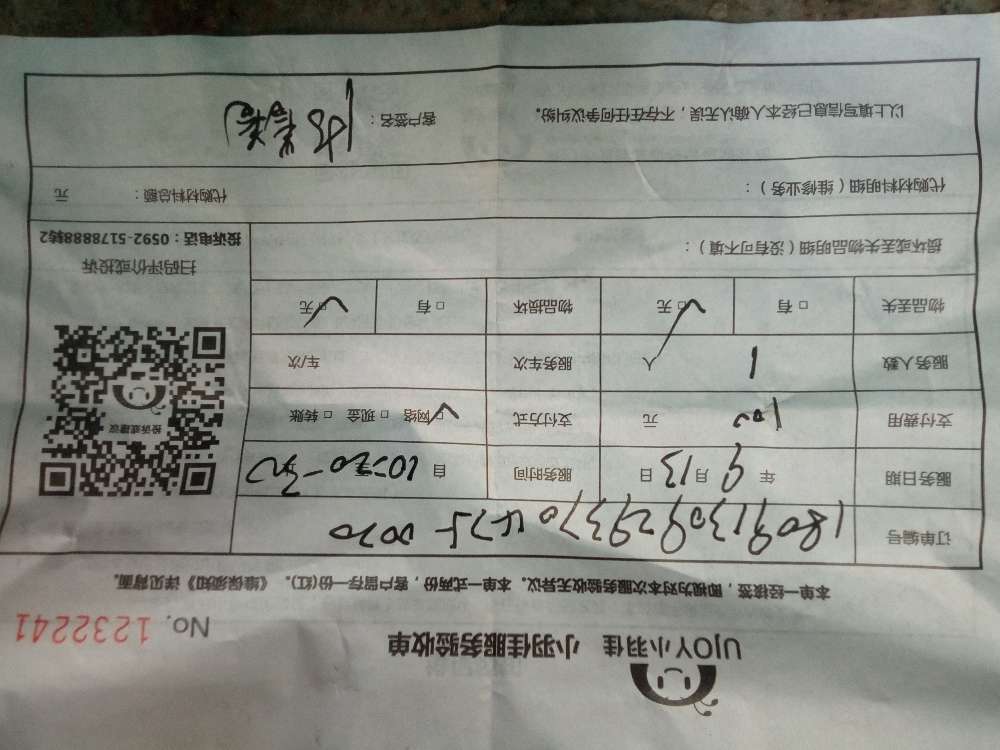 UJOY小羽佳 小羽佳服务验收单
No. 1232241
本单一经接签，即视为对本次服务验收无异议。本单一式两份，客户留存一份(红)。《维保须知》详见背面。
订单编号 180913092937047500
服务日期 年 9 月 13 日 服务时间 自 10:20-
支付费用 100 元 支付方式 □网络 □现金 □转账
服务人数 1 人 服务车次 车/次
物品丢失 □有 □无 物品损坏 □有 □无
投诉或建议
扫码评价或投诉
投诉电话：0592-5178888转2
损坏或丢失物品明细（没有可不填）：
代购材料明细（维修业务）： 代购材料总额： 元
以上填写信息已经本人确认无误，不存在任何争议纠纷。 客户签名：